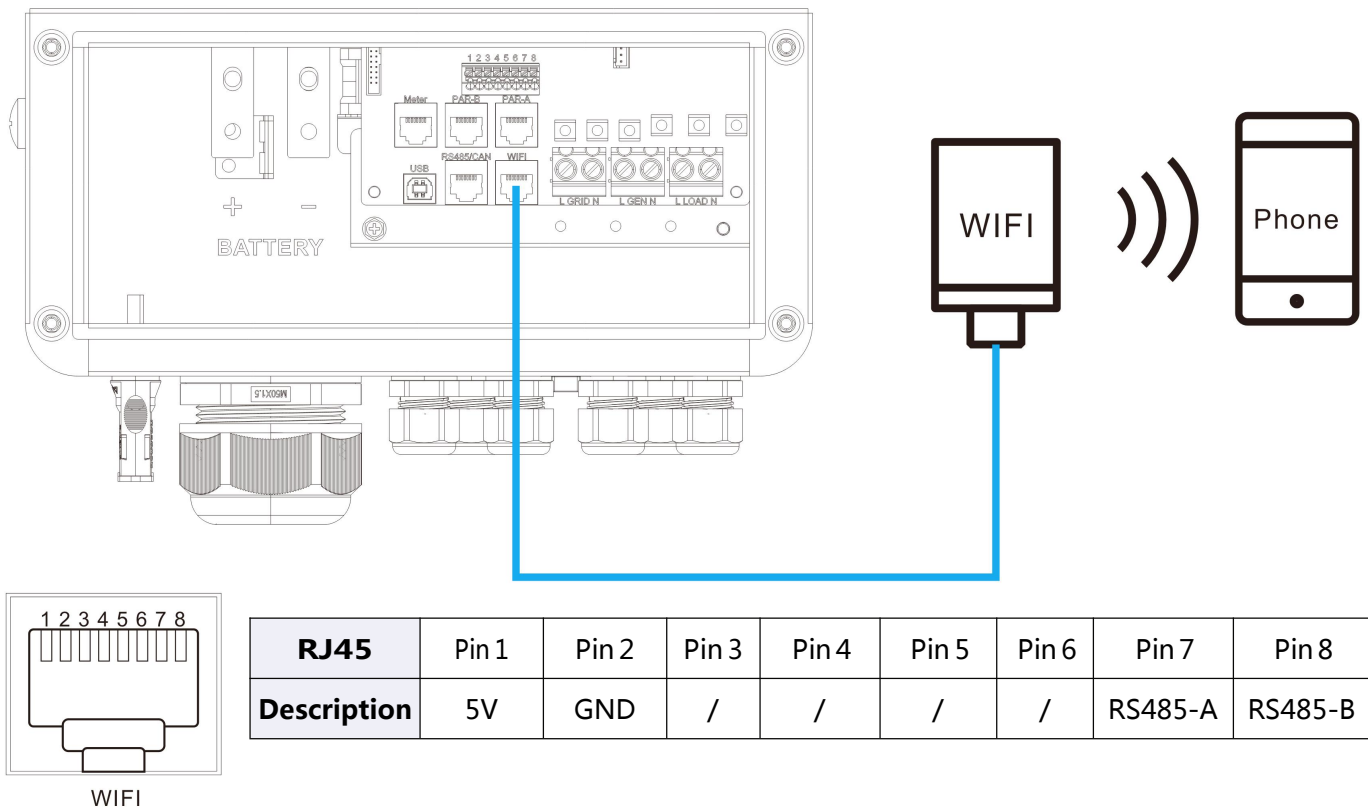 1 2 3 4 5 6 7 8
Meter PAR-B PAR-A
RS485/CAN WIFI
USB
L GRID N L GEN N L LOAD N
+ −
BATTERY
M50X1.5
WIFI
Phone
1 2 3 4 5 6 7 8
WIFI
RJ45 Pin 1 Pin 2 Pin 3 Pin 4 Pin 5 Pin 6 Pin 7 Pin 8
Description 5V GND / / / / RS485-A RS485-B